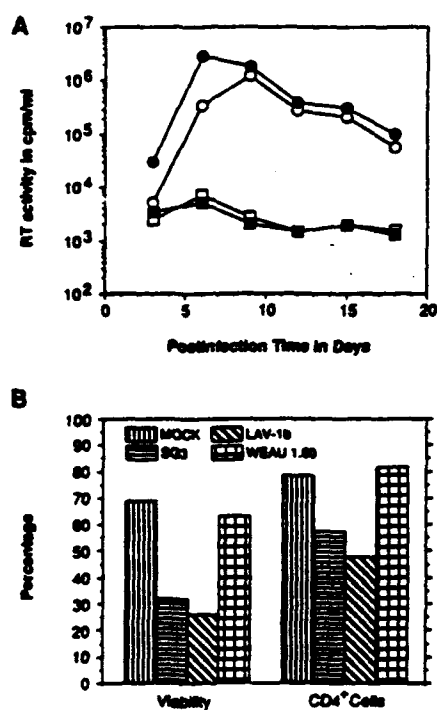 A
10⁷
10⁶
10⁵
10⁴
10³
10²
RT activity in cpm/ml
0 5 10 15 20
Postinfection Time in Days
B
100
90
80
70
60
50
40
30
20
10
0
Percentage
MOCK LAV-1b
SG3 WEAU 1.60
Viability CD4⁺Cells